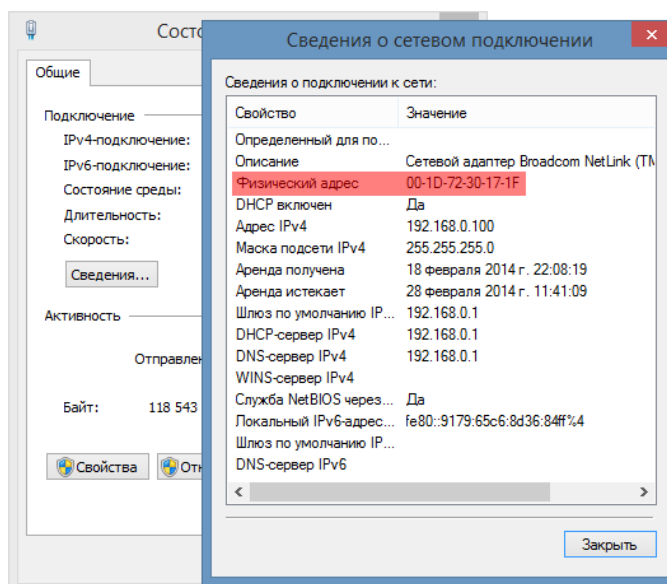 Состо
Общие
Подключение
IPv4-подключение:
IPv6-подключение:
Состояние среды:
Длительность:
Скорость:
Сведения...
Активность
Отправлен
Байт: 118 543
Свойства
Отк
Сведения о сетевом подключении
Сведения о подключении к сети:
Свойство Значение
Определенный для по...
Описание Сетевой адаптер Broadcom NetLink (TM
Физический адрес 00-1D-72-30-17-1F
DHCP включен Да
Адрес IPv4 192.168.0.100
Маска подсети IPv4 255.255.255.0
Аренда получена 18 февраля 2014 г. 22:08:19
Аренда истекает 28 февраля 2014 г. 11:41:09
Шлюз по умолчанию IP... 192.168.0.1
DHCP-сервер IPv4 192.168.0.1
DNS-сервер IPv4 192.168.0.1
WINS-сервер IPv4
Служба NetBIOS через... Да
Локальный IPv6-адрес... fe80::9179:65c6:8d36:84ff%4
Шлюз по умолчанию IP...
DNS-сервер IPv6
Закрыть